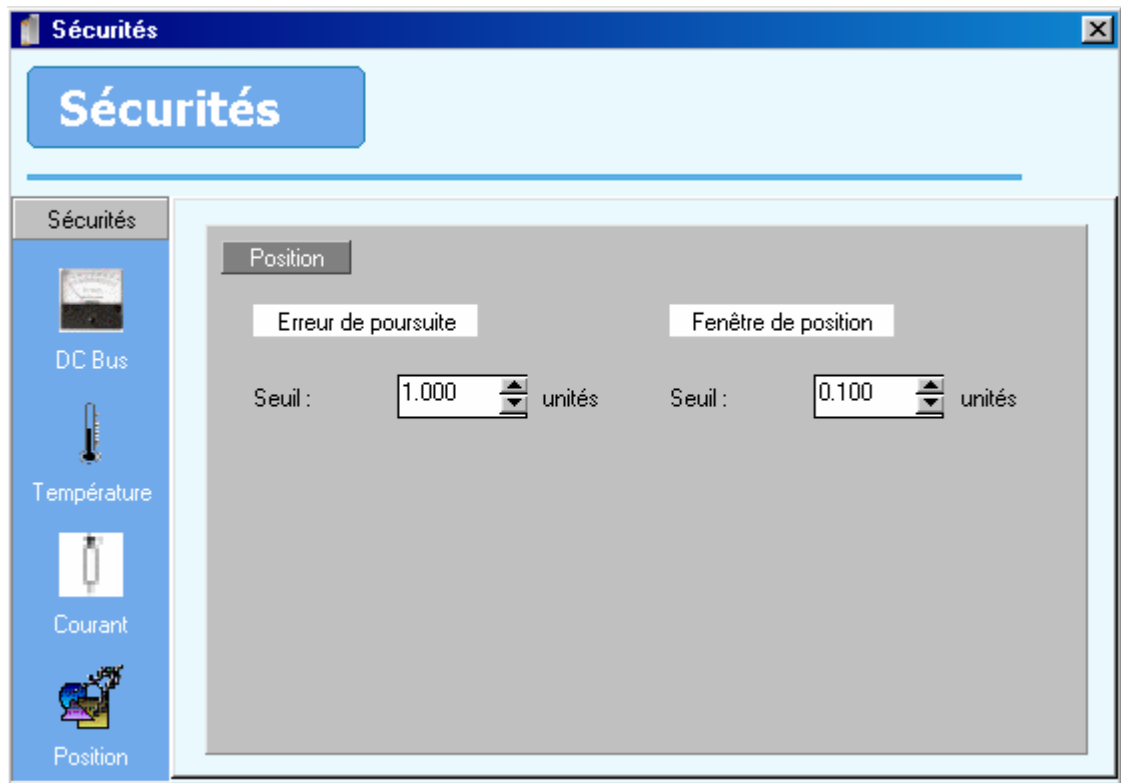 Sécurités
Sécurités
Sécurités
DC Bus
Température
Courant
Position
Position
Erreur de poursuite
Fenêtre de position
Seuil : 1.000 unités
Seuil : 0.100 unités